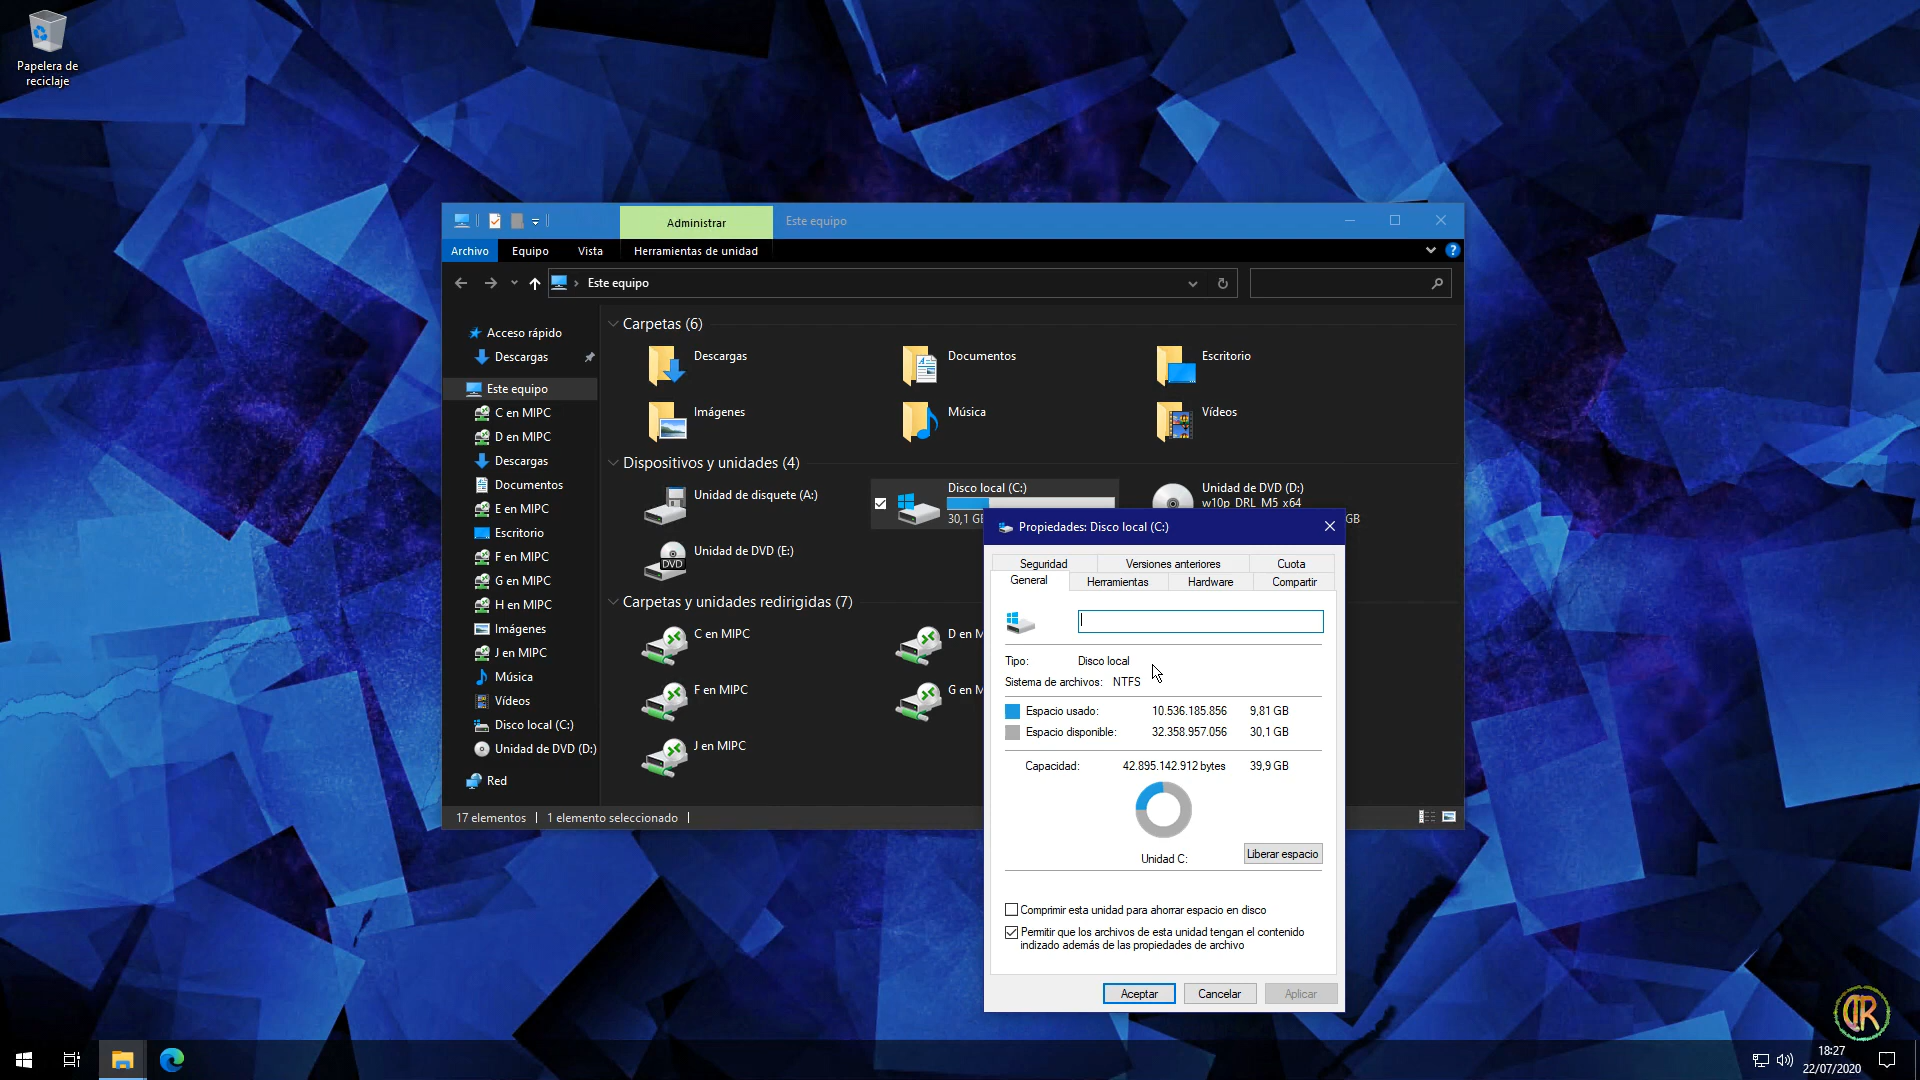 Papelera de
reciclaje
Administrar
Este equipo
Archivo
Equipo
Vista
Herramientas de unidad
?
Este equipo
Acceso rápido
Descargas
Este equipo
C en MIPC
D en MIPC
Descargas
Documentos
E en MIPC
Escritorio
F en MIPC
G en MIPC
H en MIPC
Imágenes
J en MIPC
Música
Vídeos
Disco local (C:)
Unidad de DVD (D:)
Red
Carpetas (6)
Descargas
Documentos
Escritorio
Imágenes
Música
Vídeos
Dispositivos y unidades (4)
Unidad de disquete (A:)
Disco local (C:)
30,1 GB
Unidad de DVD (D:)
w10p_DRL_M5_x64
GB
DVD
Unidad de DVD (E:)
Carpetas y unidades redirigidas (7)
C en MIPC
D en M
F en MIPC
G en M
J en MIPC
17 elementos
1 elemento seleccionado
Propiedades: Disco local (C:)
Seguridad
Versiones anteriores
Cuota
General
Herramientas
Hardware
Compartir
Tipo:
Disco local
Sistema de archivos:
NTFS
Espacio usado:
10.536.185.856
9,81 GB
Espacio disponible:
32.358.957.056
30,1 GB
Capacidad:
42.895.142.912 bytes
39,9 GB
Unidad C:
Liberar espacio
Comprimir esta unidad para ahorrar espacio en disco
Permitir que los archivos de esta unidad tengan el contenido
indizado además de las propiedades de archivo
Aceptar
Cancelar
Aplicar
18:27
22/07/2020